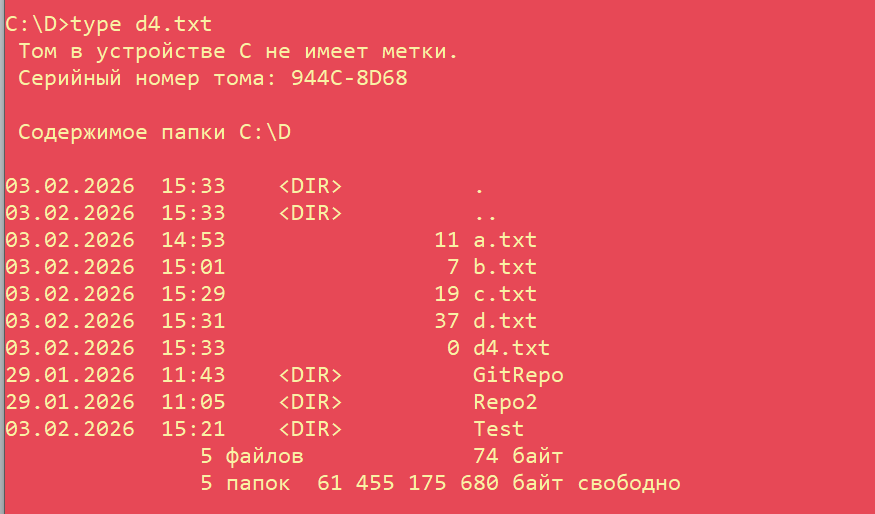 C:\D>type d4.txt
Том в устройстве C не имеет метки.
Серийный номер тома: 944C-8D68
Содержимое папки C:\D
03.02.2026  15:33    <DIR>          .
03.02.2026  15:33    <DIR>          ..
03.02.2026  14:53                11 a.txt
03.02.2026  15:01                 7 b.txt
03.02.2026  15:29                19 c.txt
03.02.2026  15:31                37 d.txt
03.02.2026  15:33                 0 d4.txt
29.01.2026  11:43    <DIR>          GitRepo
29.01.2026  11:05    <DIR>          Repo2
03.02.2026  15:21    <DIR>          Test
               5 файлов             74 байт
               5 папок  61 455 175 680 байт свободно